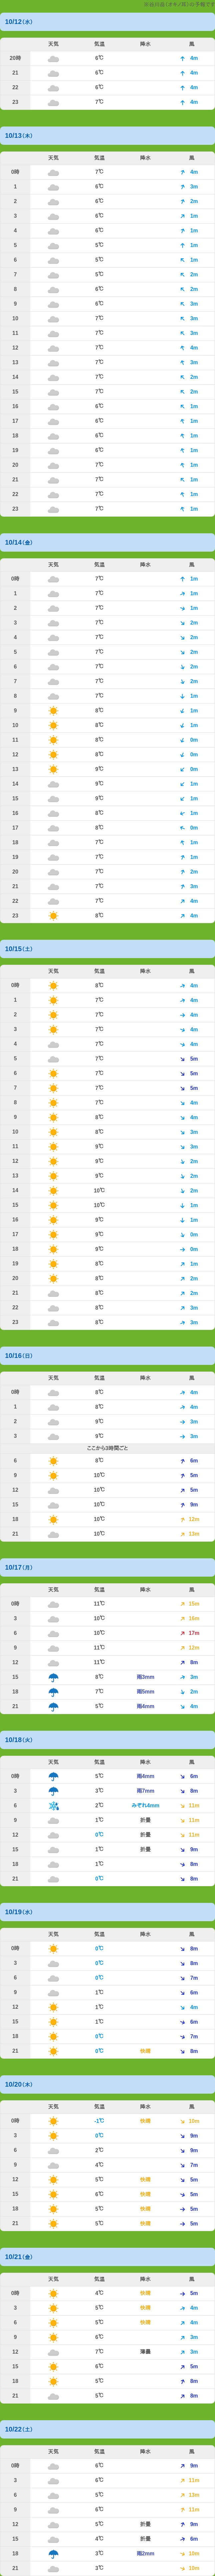 10/12(水)
天気 気温 降水 風
20時 6℃ 4m
21 6℃ 4m
22 6℃ 4m
23 7℃ 4m
10/13(木)
天気 気温 降水 風
0時 7℃ 4m
1 6℃ 3m
2 6℃ 2m
3 6℃ 1m
4 6℃ 1m
5 5℃ 1m
6 5℃ 1m
7 5℃ 2m
8 6℃ 2m
9 6℃ 3m
10 7℃ 3m
11 7℃ 3m
12 7℃ 4m
13 7℃ 3m
14 7℃ 2m
15 7℃ 2m
16 6℃ 1m
17 6℃ 1m
18 6℃ 1m
19 6℃ 1m
20 7℃ 1m
21 7℃ 1m
22 7℃ 1m
23 7℃ 1m
10/14(金)
天気 気温 降水 風
0時 7℃ 1m
1 7℃ 1m
2 7℃ 1m
3 7℃ 2m
4 7℃ 2m
5 7℃ 2m
6 7℃ 2m
7 7℃ 2m
8 7℃ 1m
9 8℃ 1m
10 8℃ 1m
11 8℃ 0m
12 8℃ 0m
13 9℃ 0m
14 9℃ 1m
15 9℃ 1m
16 8℃ 1m
17 8℃ 0m
18 7℃ 1m
19 7℃ 1m
20 7℃ 2m
21 7℃ 3m
22 7℃ 4m
23 8℃ 4m
10/15(土)
天気 気温 降水 風
0時 8℃ 4m
1 7℃ 4m
2 7℃ 4m
3 7℃ 4m
4 7℃ 4m
5 7℃ 5m
6 7℃ 5m
7 7℃ 5m
8 7℃ 4m
9 8℃ 4m
10 8℃ 3m
11 9℃ 3m
12 9℃ 2m
13 9℃ 2m
14 10℃ 2m
15 10℃ 1m
16 9℃ 1m
17 9℃ 0m
18 9℃ 0m
19 8℃ 1m
20 8℃ 2m
21 8℃ 2m
22 8℃ 3m
23 8℃ 3m
10/16(日)
天気 気温 降水 風
0時 8℃ 4m
1 8℃ 4m
2 9℃ 3m
3 9℃ 3m
ここから3時間ごと
6 8℃ 6m
9 10℃ 5m
12 10℃ 5m
15 10℃ 9m
18 10℃ 12m
21 10℃ 13m
10/17(月)
天気 気温 降水 風
0時 11℃ 15m
3 10℃ 16m
6 10℃ 17m
9 11℃ 12m
12 11℃ 8m
15 8℃ 雨3mm 3m
18 7℃ 雨5mm 2m
21 5℃ 雨4mm 4m
10/18(火)
天気 気温 降水 風
0時 5℃ 雨4mm 6m
3 3℃ 雨7mm 8m
6 2℃ みぞれ4mm 11m
9 1℃ 折曇 11m
12 0℃ 折曇 11m
15 1℃ 折曇 9m
18 1℃ 8m
21 0℃ 8m
10/19(水)
天気 気温 降水 風
0時 0℃ 8m
3 0℃ 8m
6 0℃ 7m
9 1℃ 6m
12 1℃ 4m
15 1℃ 6m
18 0℃ 7m
21 0℃ 快晴 8m
10/20(木)
天気 気温 降水 風
0時 -1℃ 快晴 10m
3 0℃ 9m
6 2℃ 9m
9 4℃ 7m
12 5℃ 快晴 5m
15 6℃ 快晴 5m
18 5℃ 快晴 5m
21 5℃ 快晴 5m
10/21(金)
天気 気温 降水 風
0時 4℃ 快晴 5m
3 5℃ 快晴 4m
6 5℃ 快晴 4m
9 6℃ 3m
12 7℃ 薄曇 3m
15 6℃ 5m
18 5℃ 8m
21 5℃ 8m
10/22(土)
天気 気温 降水 風
0時 6℃ 9m
3 6℃ 11m
6 5℃ 12m
9 6℃ 11m
12 5℃ 折曇 9m
15 4℃ 折曇 6m
18 3℃ 雨2mm 10m
21 3℃ 10m